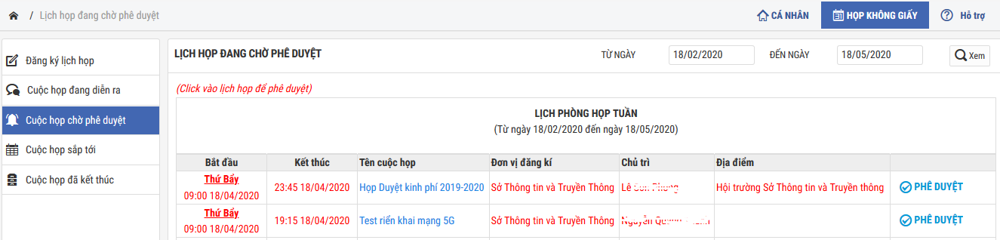 / Lịch họp đang chờ phê duyệt
CÁ NHÂN
HỌP KHÔNG GIẤY
Hỗ trợ
Đăng ký lịch họp
Cuộc họp đang diễn ra
Cuộc họp chờ phê duyệt
Cuộc họp sắp tới
Cuộc họp đã kết thúc
LỊCH HỌP ĐANG CHỜ PHÊ DUYỆT
TỪ NGÀY 18/02/2020 ĐẾN NGÀY 18/05/2020 Xem
(Click vào lịch họp để phê duyệt)
LỊCH PHÒNG HỌP TUẦN
(Từ ngày 18/02/2020 đến ngày 18/05/2020)
Bắt đầu Kết thúc Tên cuộc họp Đơn vị đăng kí Chủ trì Địa điểm
Thứ Bẩy
09:00 18/04/2020 23:45 18/04/2020 Họp Duyệt kinh phí 2019-2020 Sở Thông tin và Truyền Thông Lê Hội trường Sở Thông tin và Truyền thông PHÊ DUYỆT
Thứ Bẩy
09:00 18/04/2020 19:15 18/04/2020 Test riển khai mạng 5G Sở Thông tin và Truyền Thông Nguyễn PHÊ DUYỆT